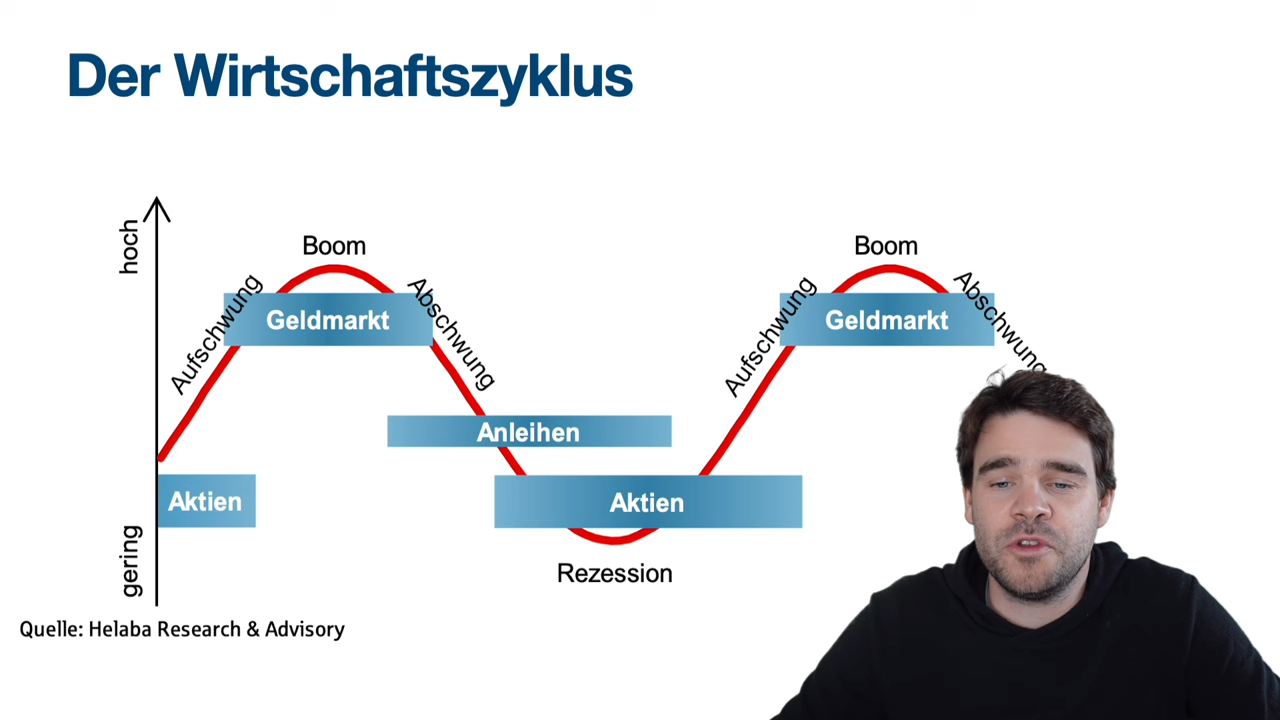 Der Wirtschaftszyklus
hoch
Boom
Boom
Aufschwung
Geldmarkt
Abschwung
Aufschwung
Geldmarkt
Abschwung
Anleihen
Aktien
Aktien
gering
Rezession
Quelle: Helaba Research & Advisory